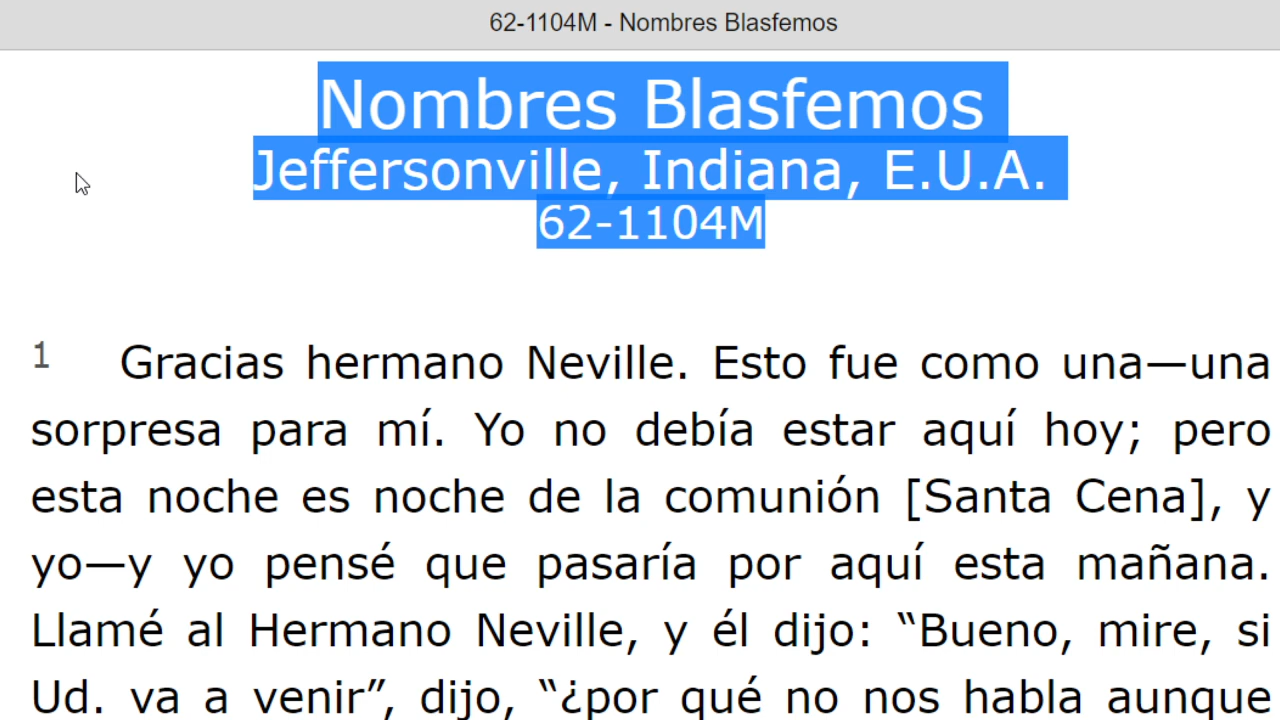 62-1104M - Nombres Blasfemos
Nombres Blasfemos
Jeffersonville, Indiana, E.U.A.
62-1104M
1 Gracias hermano Neville. Esto fue como una—una
sorpresa para mí. Yo no debía estar aquí hoy; pero
esta noche es noche de la comunión [Santa Cena], y
yo—y yo pensé que pasaría por aquí esta mañana.
Llamé al Hermano Neville, y él dijo: “Bueno, mire, si
Ud. va a venir”, dijo, “¿por qué no nos habla aunque